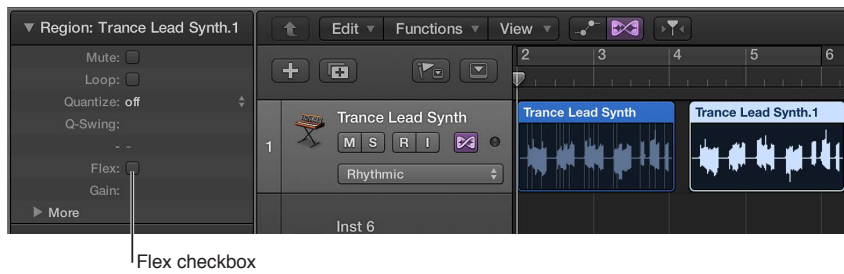 Region: Trance Lead Synth.1
Mute:
Loop:
Quantize: off
Q-Swing:
- -
Flex:
Gain:
More
Edit Functions View
2 3 4 5 6
1
Trance Lead Synth
M S R I
Rhythmic
Inst 6
Trance Lead Synth
Trance Lead Synth.1
Flex checkbox